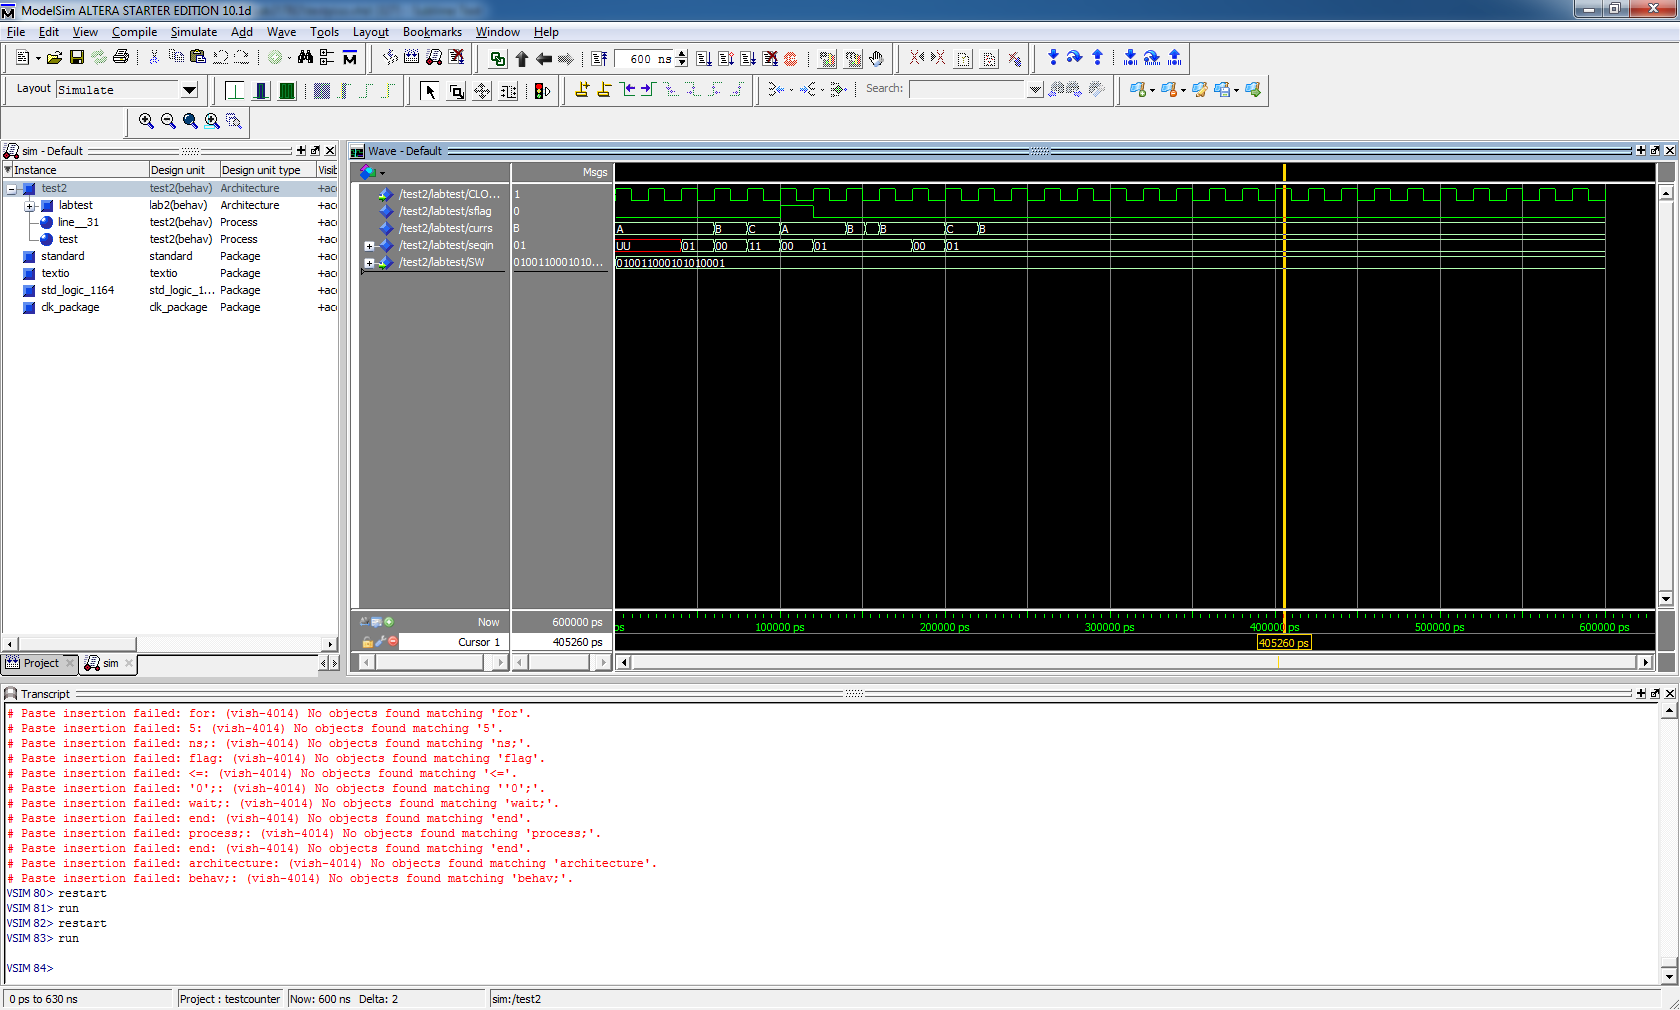 ModelSim ALTERA STARTER EDITION 10.1d
File Edit View Compile Simulate Add Wave Tools Layout Bookmarks Window Help
600 ns
Layout Simulate
Search:
sim - Default
Wave - Default
Instance Design unit Design unit type Visib
Msgs
test2 test2(behav) Architecture +acc
labtest lab2(behav) Architecture +acc
line__31 test2(behav) Process +acc
test test2(behav) Process +acc
standard standard Package +acc
textio textio Package +acc
std_logic_1164 std_logic_1... Package +acc
clk_package clk_package Package +acc
/test2/labtest/CLO... 1
/test2/labtest/sflag 0
/test2/labtest/currs B A B C A B B C B
/test2/labtest/seqin 01 UU 01 00 11 00 01 00 01
/test2/labtest/SW 0100110001010... 010011000101010001
Now 600000 ps ps 100000 ps 200000 ps 300000 ps 400000 ps 500000 ps 600000 ps
Cursor 1 405260 ps 405260 ps
Project sim
Transcript
# Paste insertion failed: for: (vish-4014) No objects found matching 'for'.
# Paste insertion failed: 5: (vish-4014) No objects found matching '5'.
# Paste insertion failed: ns;: (vish-4014) No objects found matching 'ns;'.
# Paste insertion failed: flag: (vish-4014) No objects found matching 'flag'.
# Paste insertion failed: <=: (vish-4014) No objects found matching '<='.
# Paste insertion failed: '0';: (vish-4014) No objects found matching ''0';'.
# Paste insertion failed: wait;: (vish-4014) No objects found matching 'wait;'.
# Paste insertion failed: end: (vish-4014) No objects found matching 'end'.
# Paste insertion failed: process;: (vish-4014) No objects found matching 'process;'.
# Paste insertion failed: end: (vish-4014) No objects found matching 'end'.
# Paste insertion failed: architecture: (vish-4014) No objects found matching 'architecture'.
# Paste insertion failed: behav;: (vish-4014) No objects found matching 'behav;'.
VSIM 80> restart
VSIM 81> run
VSIM 82> restart
VSIM 83> run
VSIM 84>
0 ps to 630 ns Project : testcounter Now: 600 ns Delta: 2 sim:/test2